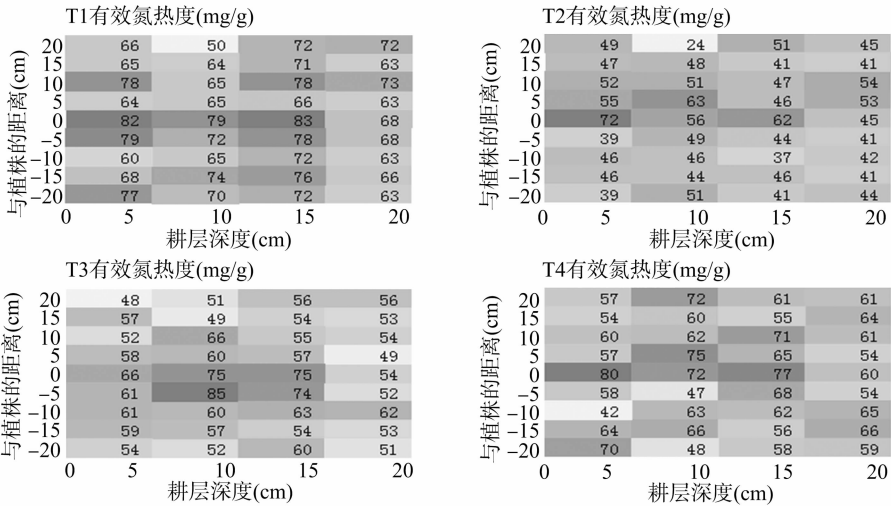 T1有效氮热度(mg/g)
与植株的距离(cm)
20 66 50 72 72
15 65 64 71 63
10 78 65 78 73
5 64 65 66 63
0 82 79 83 68
−5 79 72 78 68
−10 60 65 72 63
−15 68 74 76 66
−20 77 70 72 63
0 5 10 15 20
耕层深度(cm)
T2有效氮热度(mg/g)
与植株的距离(cm)
20 49 24 51 45
15 47 48 41 41
10 52 51 47 54
5 55 63 46 53
0 72 56 62 45
−5 39 49 44 41
−10 46 46 37 42
−15 46 44 46 41
−20 39 51 41 44
0 5 10 15 20
耕层深度(cm)
T3有效氮热度(mg/g)
与植株的距离(cm)
20 48 51 56 56
15 57 49 54 53
10 52 66 55 54
5 58 60 57 49
0 66 75 75 54
−5 61 85 74 52
−10 61 60 63 62
−15 59 57 54 53
−20 54 52 60 51
0 5 10 15 20
耕层深度(cm)
T4有效氮热度(mg/g)
与植株的距离(cm)
20 57 72 61 61
15 54 60 55 64
10 60 62 71 61
5 57 75 65 54
0 80 72 77 60
−5 58 47 68 54
−10 42 63 62 65
−15 64 66 56 66
−20 70 48 58 59
0 5 10 15 20
耕层深度(cm)